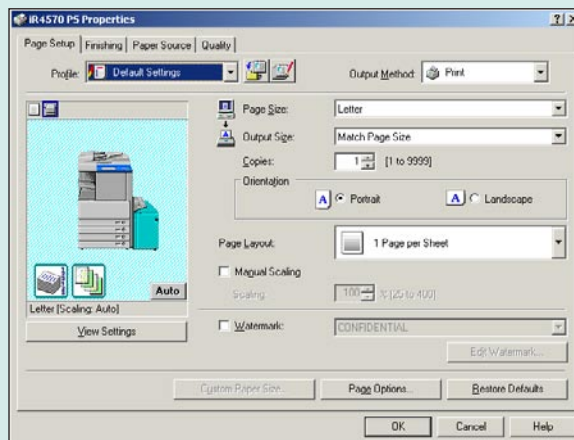 iR4570 PS Properties
Page Setup Finishing Paper Source Quality
Profile: Default Settings Output Method: Print
Page Size: Letter
Output Size: Match Page Size
Copies: 1 [1 to 9999]
Orientation
A Portrait A Landscape
Page Layout: 1 Page per Sheet
Manual Scaling
Auto
Scaling: 100 % [25 to 400]
Letter [Scaling: Auto]
View Settings
Watermark: CONFIDENTIAL
Edit Watermark...
Custom Paper Size... Page Options... Restore Defaults
OK Cancel Help